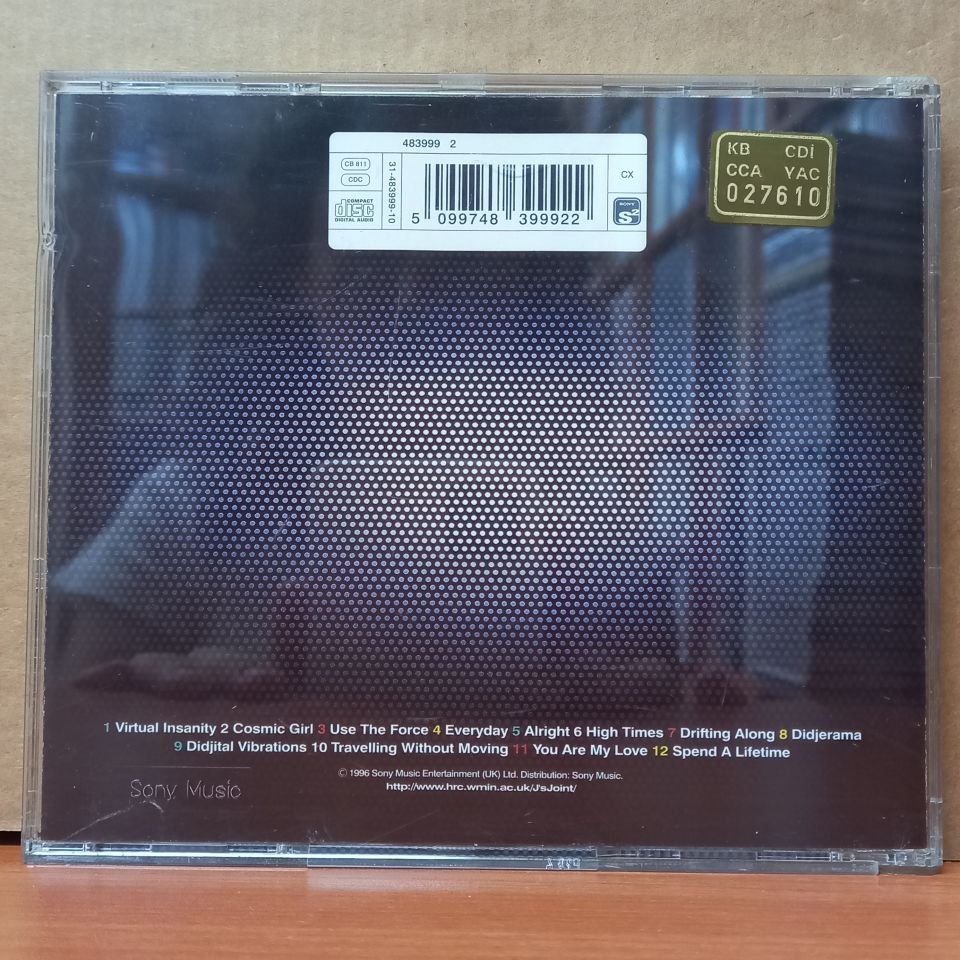 483999 2
CB 811
CDC
COMPACT
disc
DIGITAL AUDIO
31-483999-10
5 099748 399922
CX
SONY
S2
KB CDİ
CCA YAC
027610
1 Virtual Insanity 2 Cosmic Girl 3 Use The Force 4 Everyday 5 Alright 6 High Times 7 Drifting Along 8 Didjerama
9 Didjital Vibrations 10 Travelling Without Moving 11 You Are My Love 12 Spend A Lifetime
© 1996 Sony Music Entertainment (UK) Ltd. Distribution: Sony Music.
http://www.hrc.wmin.ac.uk/J'sJoint/
Sony Music